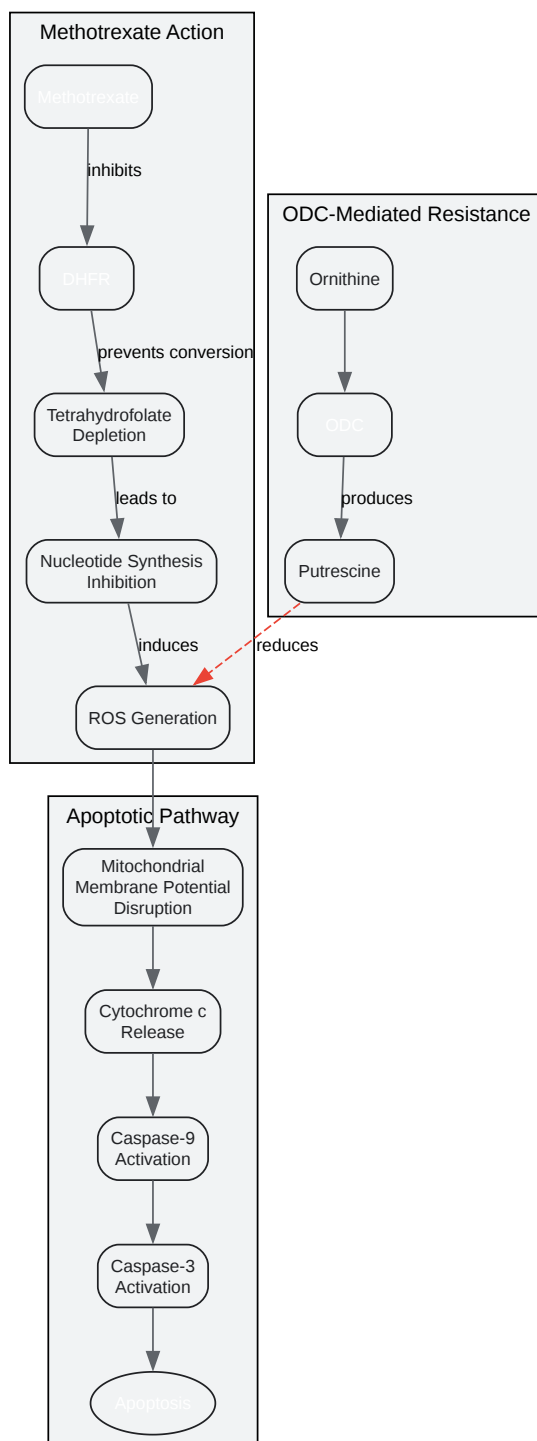 Methotrexate Action
Methotrexate
inhibits
DHFR
prevents conversion
Tetrahydrofolate
Depletion
leads to
Nucleotide Synthesis
Inhibition
induces
ROS Generation
ODC-Mediated Resistance
Ornithine
ODC
produces
Putrescine
reduces
Apoptotic Pathway
Mitochondrial
Membrane Potential
Disruption
Cytochrome c
Release
Caspase-9
Activation
Caspase-3
Activation
Apoptosis